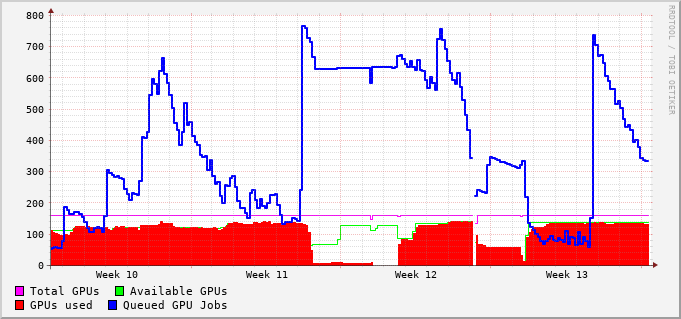 800
700
600
500
400
300
200
100
0
Week 10 Week 11 Week 12 Week 13
Total GPUs Available GPUs
GPUs used Queued GPU Jobs
RRDTOOL / TOBI OETIKER